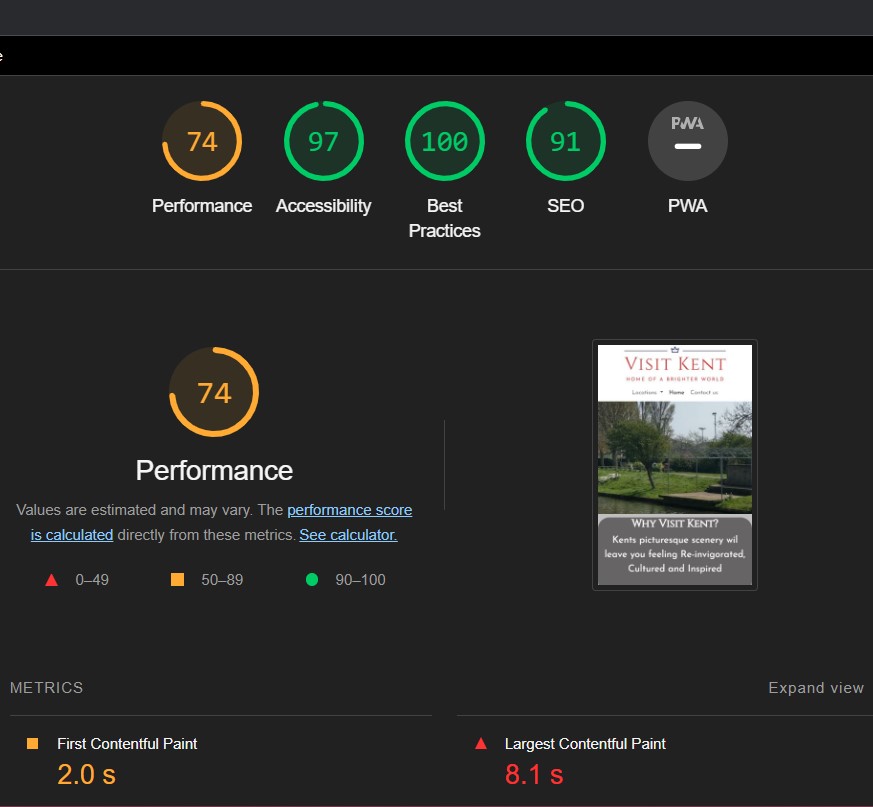 e
74
97
100
91
PWA
Performance
Accessibility
Best
Practices
SEO
PWA
74
Performance
Values are estimated and may vary. The performance score
is calculated directly from these metrics. See calculator.
0–49
50–89
90–100
VISIT KENT
HOME OF A BRIGHTER WORLD
Locations Home Contact us
WHY VISIT KENT?
Kents picturesque scenery wil
leave you feeling Re-invigorated,
Cultured and Inspired
METRICS
Expand view
First Contentful Paint
2.0 s
Largest Contentful Paint
8.1 s